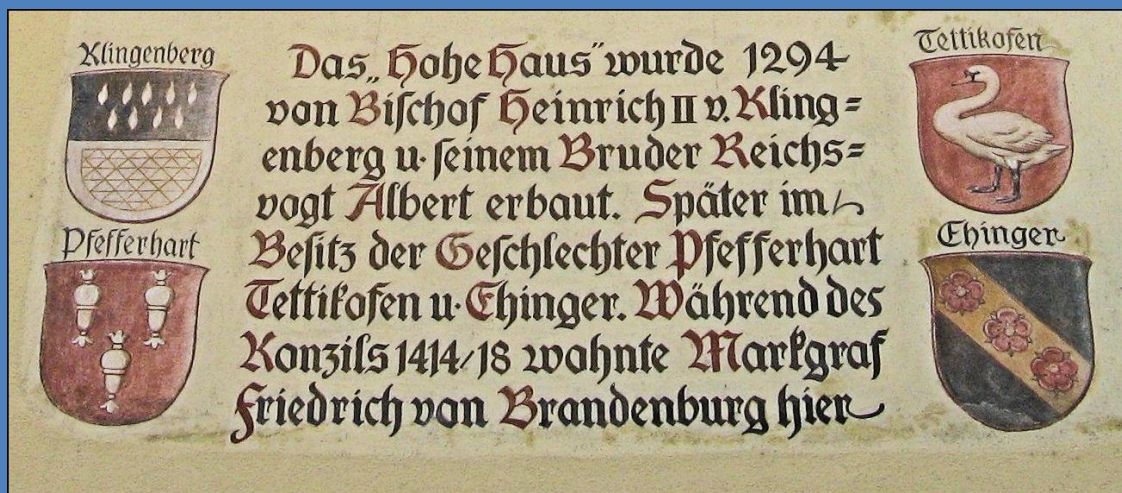 Klingenberg
Pfefferhart
Das „Hohe Haus" wurde 1294
von Bischof Heinrich II v. Kling=
enberg u. seinem Bruder Reichs=
vogt Albert erbaut. Später im
Besitz der Geschlechter Pfefferhart
Tettikofen u. Ehinger. Während des
Konzils 1414/18 wohnte Markgraf
Friedrich von Brandenburg hier
Tettikofen
Ehinger